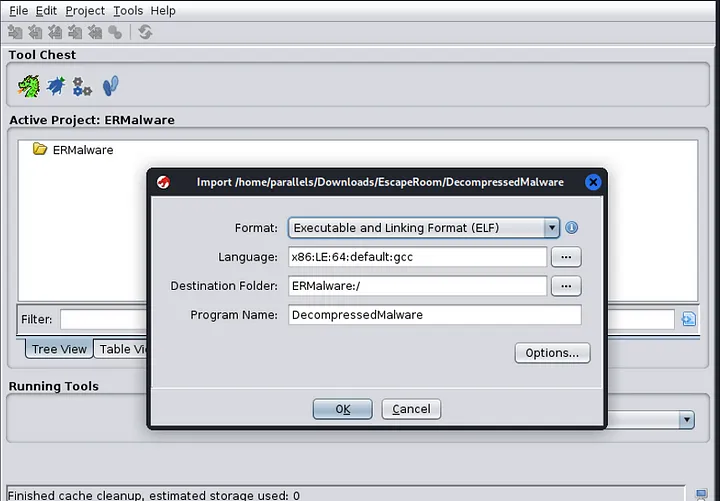 File Edit Project Tools Help
Tool Chest
Active Project: ERMalware
ERMalware
Import /home/parallels/Downloads/EscapeRoom/DecompressedMalware
Format: Executable and Linking Format (ELF)
Language: x86:LE:64:default:gcc ...
Destination Folder: ERMalware:/ ...
Program Name: DecompressedMalware
Options...
OK Cancel
Filter:
Tree View Table Vi
Running Tools
Finished cache cleanup, estimated storage used: 0